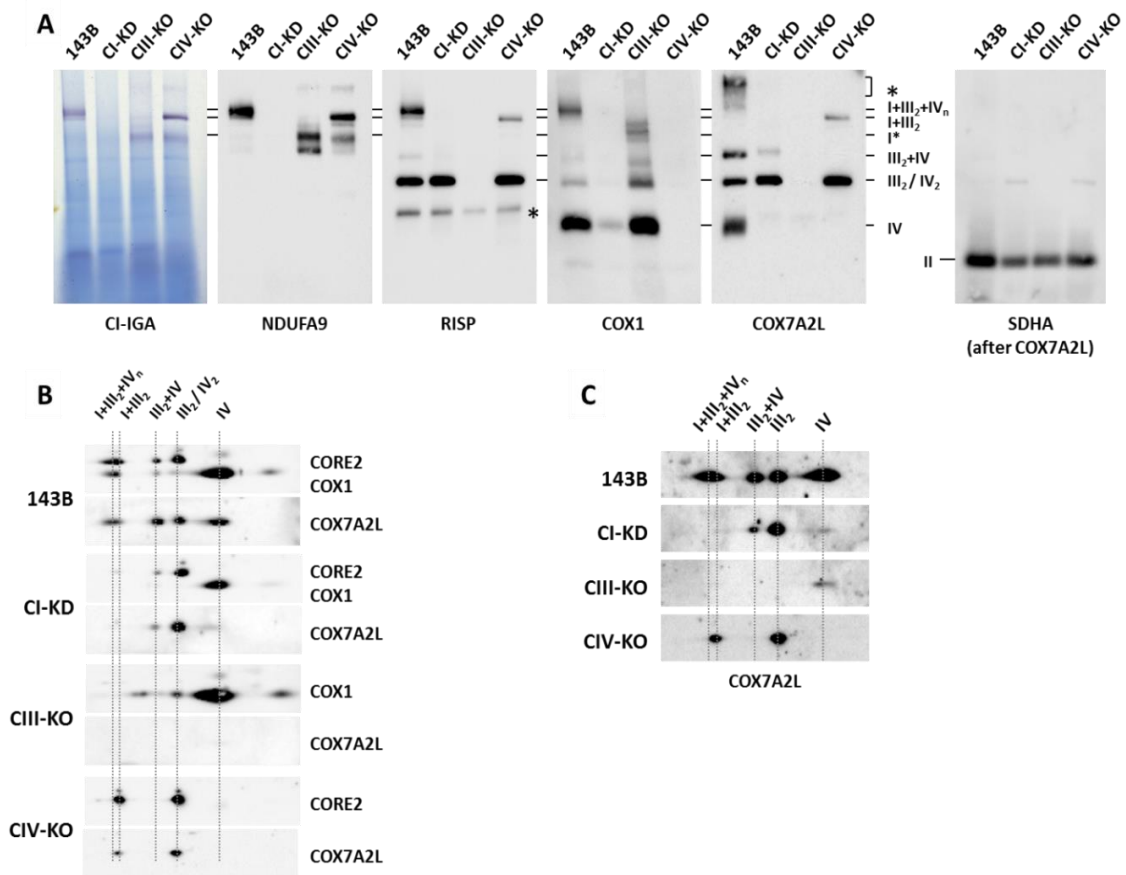 A
143B CI-KD CIII-KO CIV-KO 143B CI-KD CIII-KO CIV-KO 143B CI-KD CIII-KO CIV-KO 143B CI-KD CIII-KO CIV-KO 143B CI-KD CIII-KO CIV-KO 143B CI-KD CIII-KO CIV-KO
*
I+III₂+IVₙ
I+III₂
I*
III₂+IV
III₂/ IV₂
*
IV
II
CI-IGA NDUFA9 RISP COX1 COX7A2L SDHA
(after COX7A2L)
B
I+III₂+IVₙ I+III₂ III₂+IV III₂/ IV₂ IV
143B
CORE2
COX1
COX7A2L
CI-KD
CORE2
COX1
COX7A2L
CIII-KO
COX1
COX7A2L
CIV-KO
CORE2
COX7A2L
C
I+III₂+IVₙ I+III₂ III₂+IV III₂ IV
143B
CI-KD
CIII-KO
CIV-KO
COX7A2L